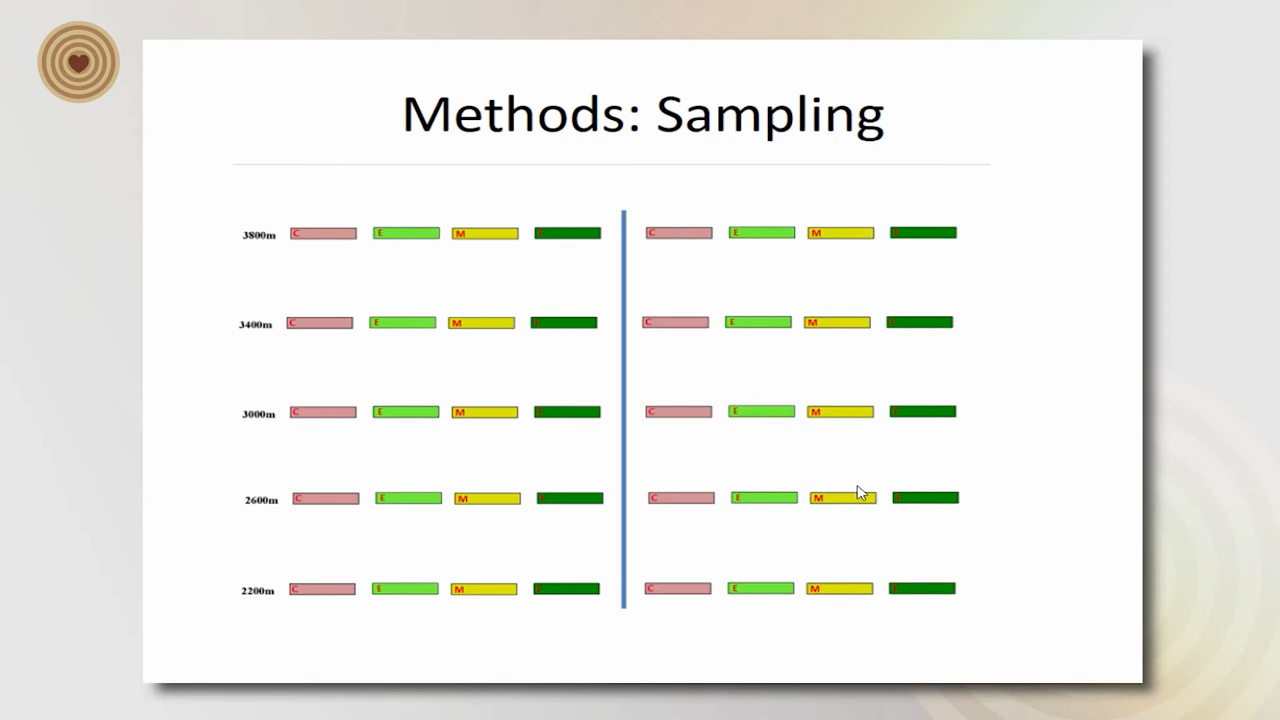 Methods: Sampling
3800m C E M C E M
3400m C E M C E M
3000m C E M C E M
2600m C E M C E M
2200m C E M C E M